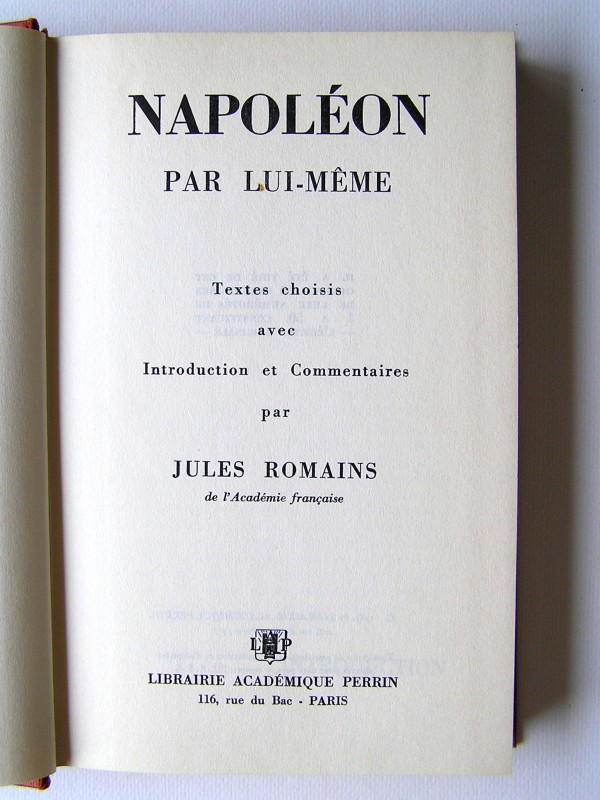 NAPOLÉON
PAR LUI-MÊME
Textes choisis
avec
Introduction et Commentaires
par
JULES ROMAINS
de l'Académie française
L P
LIBRAIRIE ACADÉMIQUE PERRIN
116, rue du Bac - PARIS